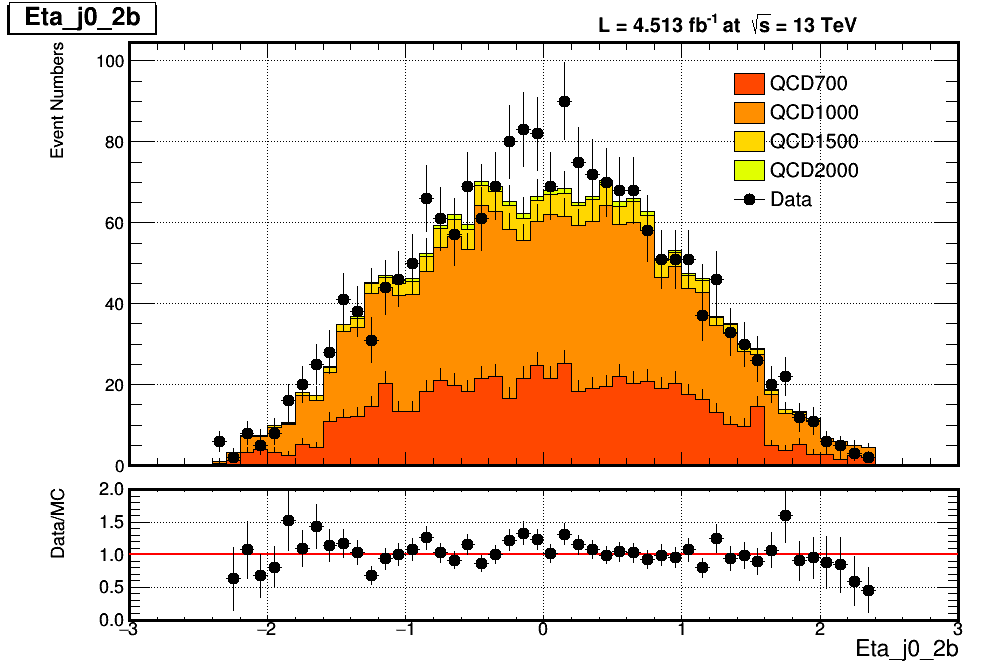 Eta_j0_2b
L = 4.513 fb⁻¹ at √s = 13 TeV
Event Numbers
100
80
60
40
20
0
QCD700
QCD1000
QCD1500
QCD2000
Data
Data/MC
2.0
1.5
1.0
0.5
0.0
−3 −2 −1 0 1 2 3
Eta_j0_2b